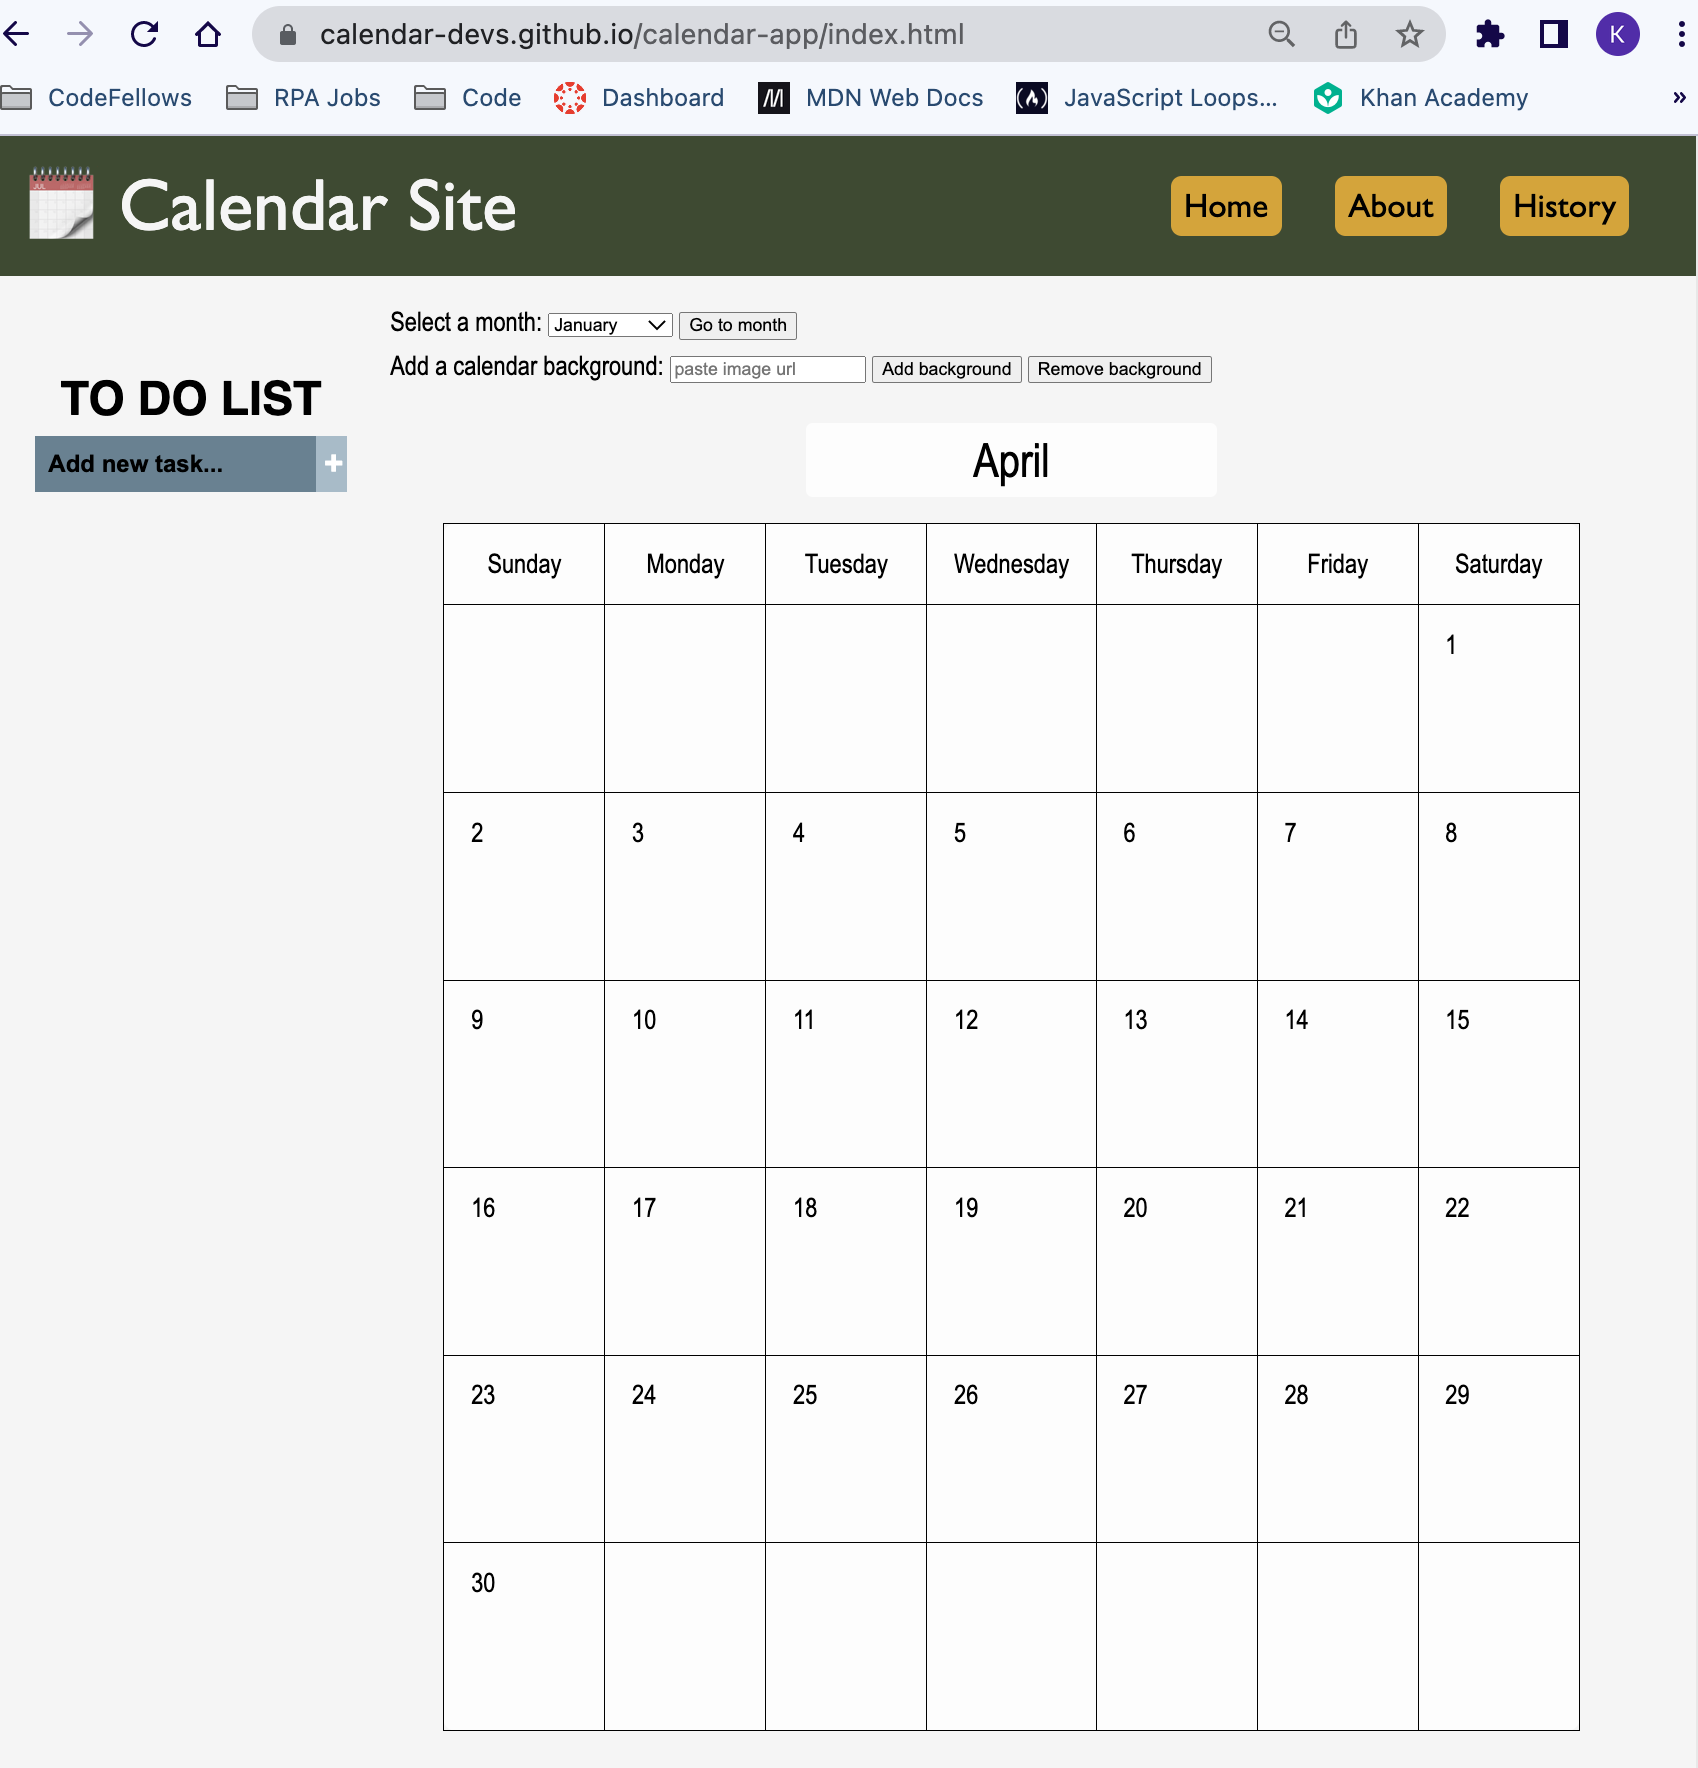 calendar-devs.github.io/calendar-app/index.html
K
CodeFellows RPA Jobs Code Dashboard MDN Web Docs JavaScript Loops... Khan Academy »
JUL
Calendar Site Home About History
Select a month: January Go to month
Add a calendar background: paste image url Add background Remove background
TO DO LIST
Add new task... +
April
Sunday Monday Tuesday Wednesday Thursday Friday Saturday
1
2 3 4 5 6 7 8
9 10 11 12 13 14 15
16 17 18 19 20 21 22
23 24 25 26 27 28 29
30